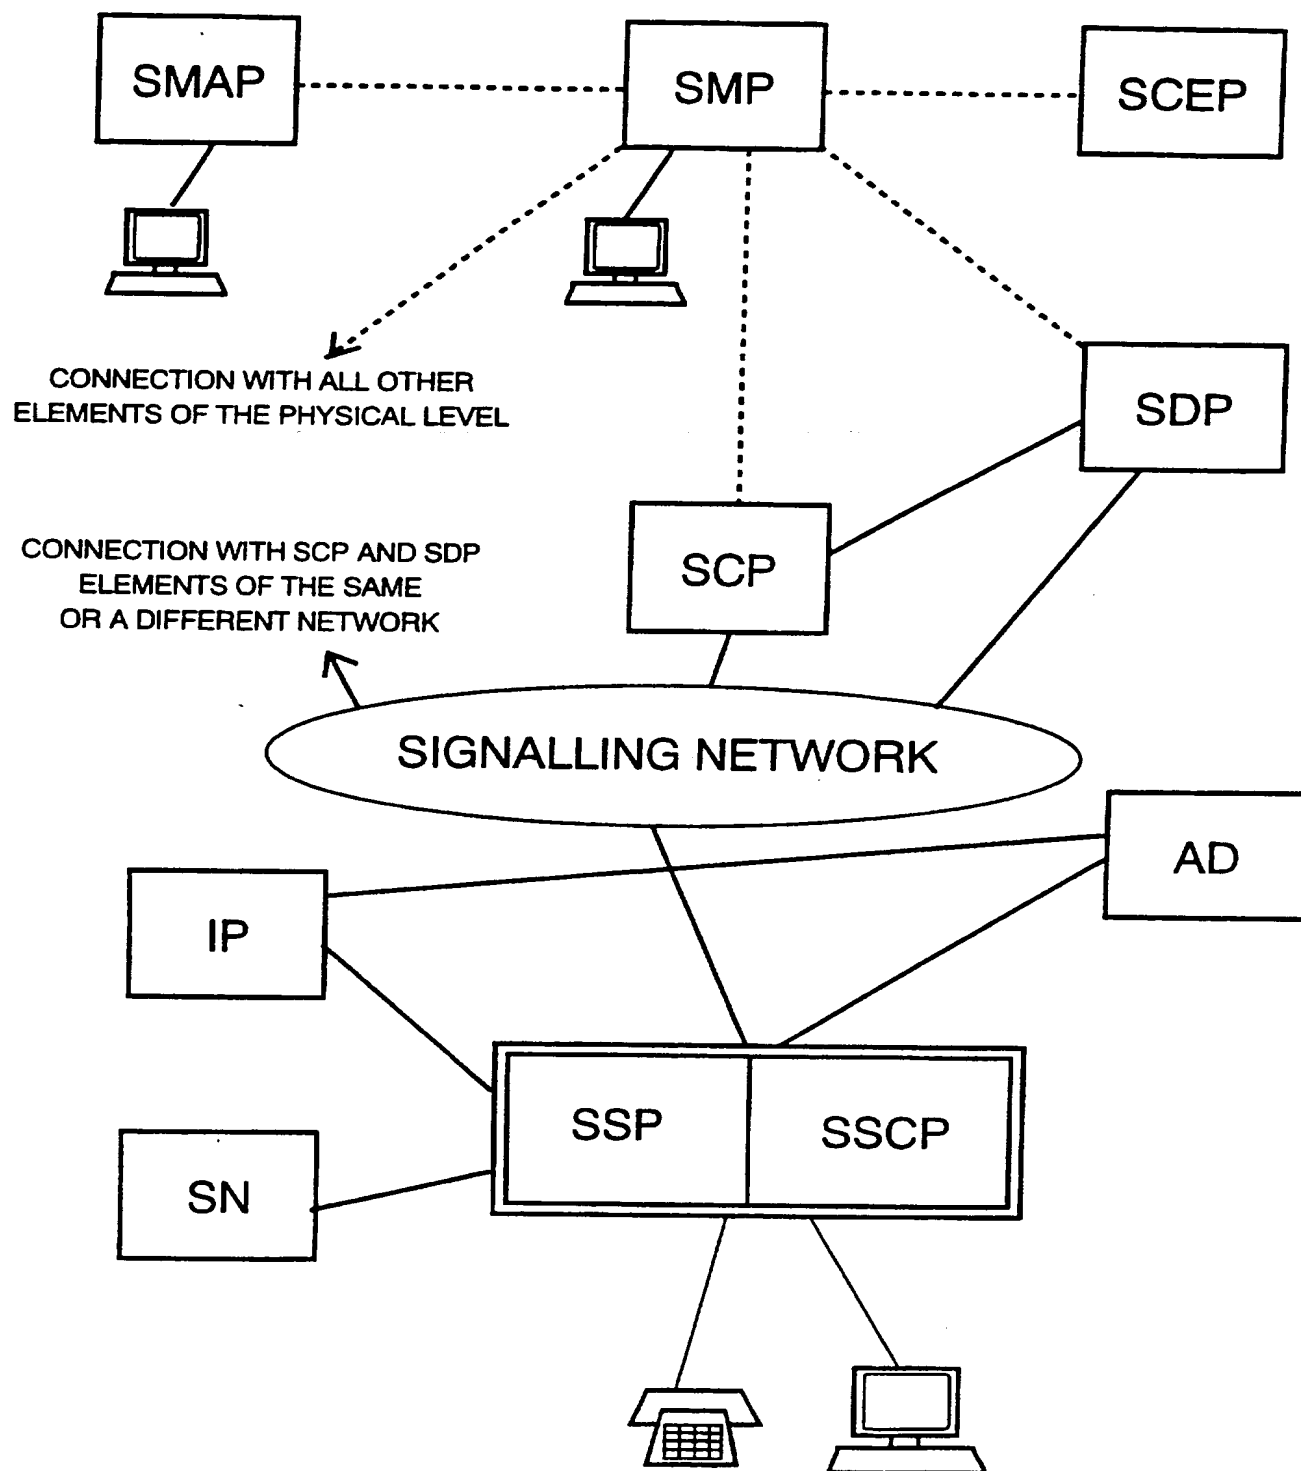 SMAP
SMP
SCEP
CONNECTION WITH ALL OTHER
ELEMENTS OF THE PHYSICAL LEVEL
SDP
CONNECTION WITH SCP AND SDP
ELEMENTS OF THE SAME
OR A DIFFERENT NETWORK
SCP
SIGNALLING NETWORK
AD
IP
SSP
SSCP
SN